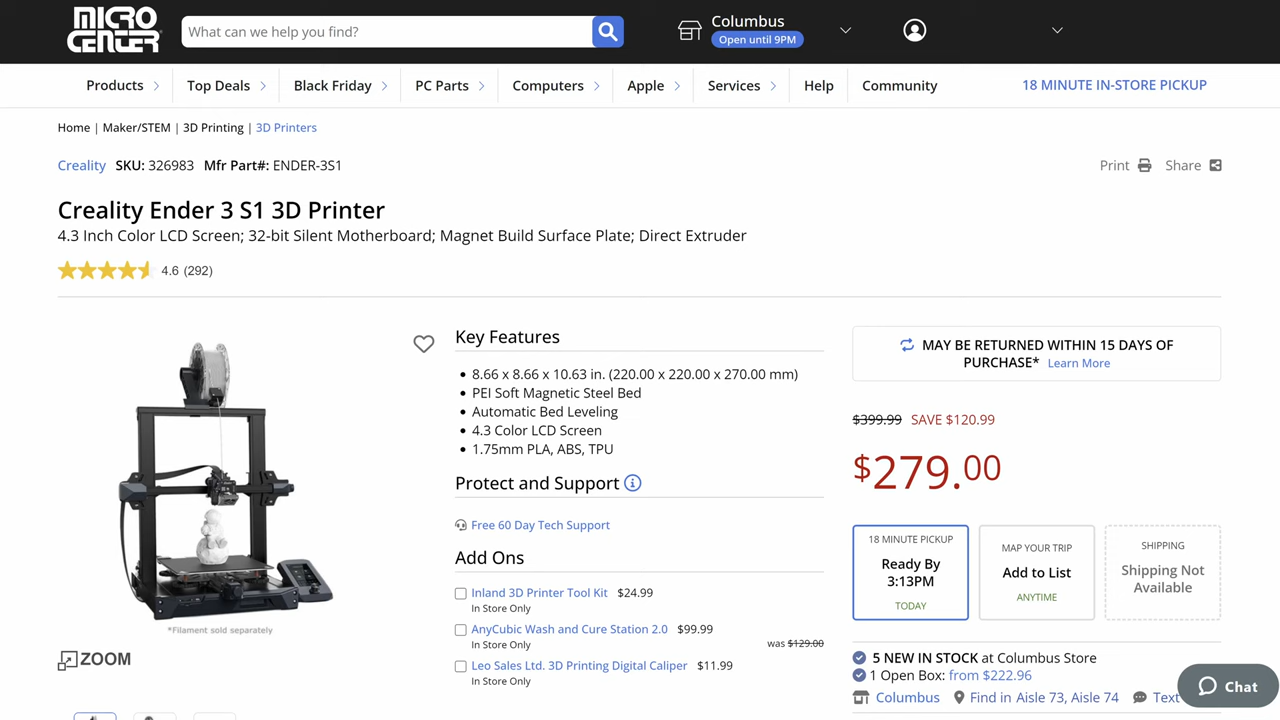 MICRO CENTER
What can we help you find?
Columbus
Open until 9PM
Products
Top Deals
Black Friday
PC Parts
Computers
Apple
Services
Help
Community
18 MINUTE IN-STORE PICKUP
Home | Maker/STEM | 3D Printing | 3D Printers
Creality SKU: 326983 Mfr Part#: ENDER-3S1
Print Share
Creality Ender 3 S1 3D Printer
4.3 Inch Color LCD Screen; 32-bit Silent Motherboard; Magnet Build Surface Plate; Direct Extruder
4.6 (292)
*Filament sold separately
ZOOM
Key Features
8.66 x 8.66 x 10.63 in. (220.00 x 220.00 x 270.00 mm)
PEI Soft Magnetic Steel Bed
Automatic Bed Leveling
4.3 Color LCD Screen
1.75mm PLA, ABS, TPU
Protect and Support
Free 60 Day Tech Support
Add Ons
Inland 3D Printer Tool Kit $24.99
In Store Only
AnyCubic Wash and Cure Station 2.0 $99.99
In Store Only
was $129.00
Leo Sales Ltd. 3D Printing Digital Caliper $11.99
In Store Only
MAY BE RETURNED WITHIN 15 DAYS OF
PURCHASE* Learn More
$399.99 SAVE $120.99
$279.00
18 MINUTE PICKUP
Ready By
3:13PM
TODAY
MAP YOUR TRIP
Add to List
ANYTIME
SHIPPING
Shipping Not
Available
5 NEW IN STOCK at Columbus Store
1 Open Box: from $222.96
Columbus Find in Aisle 73, Aisle 74 Text
Chat